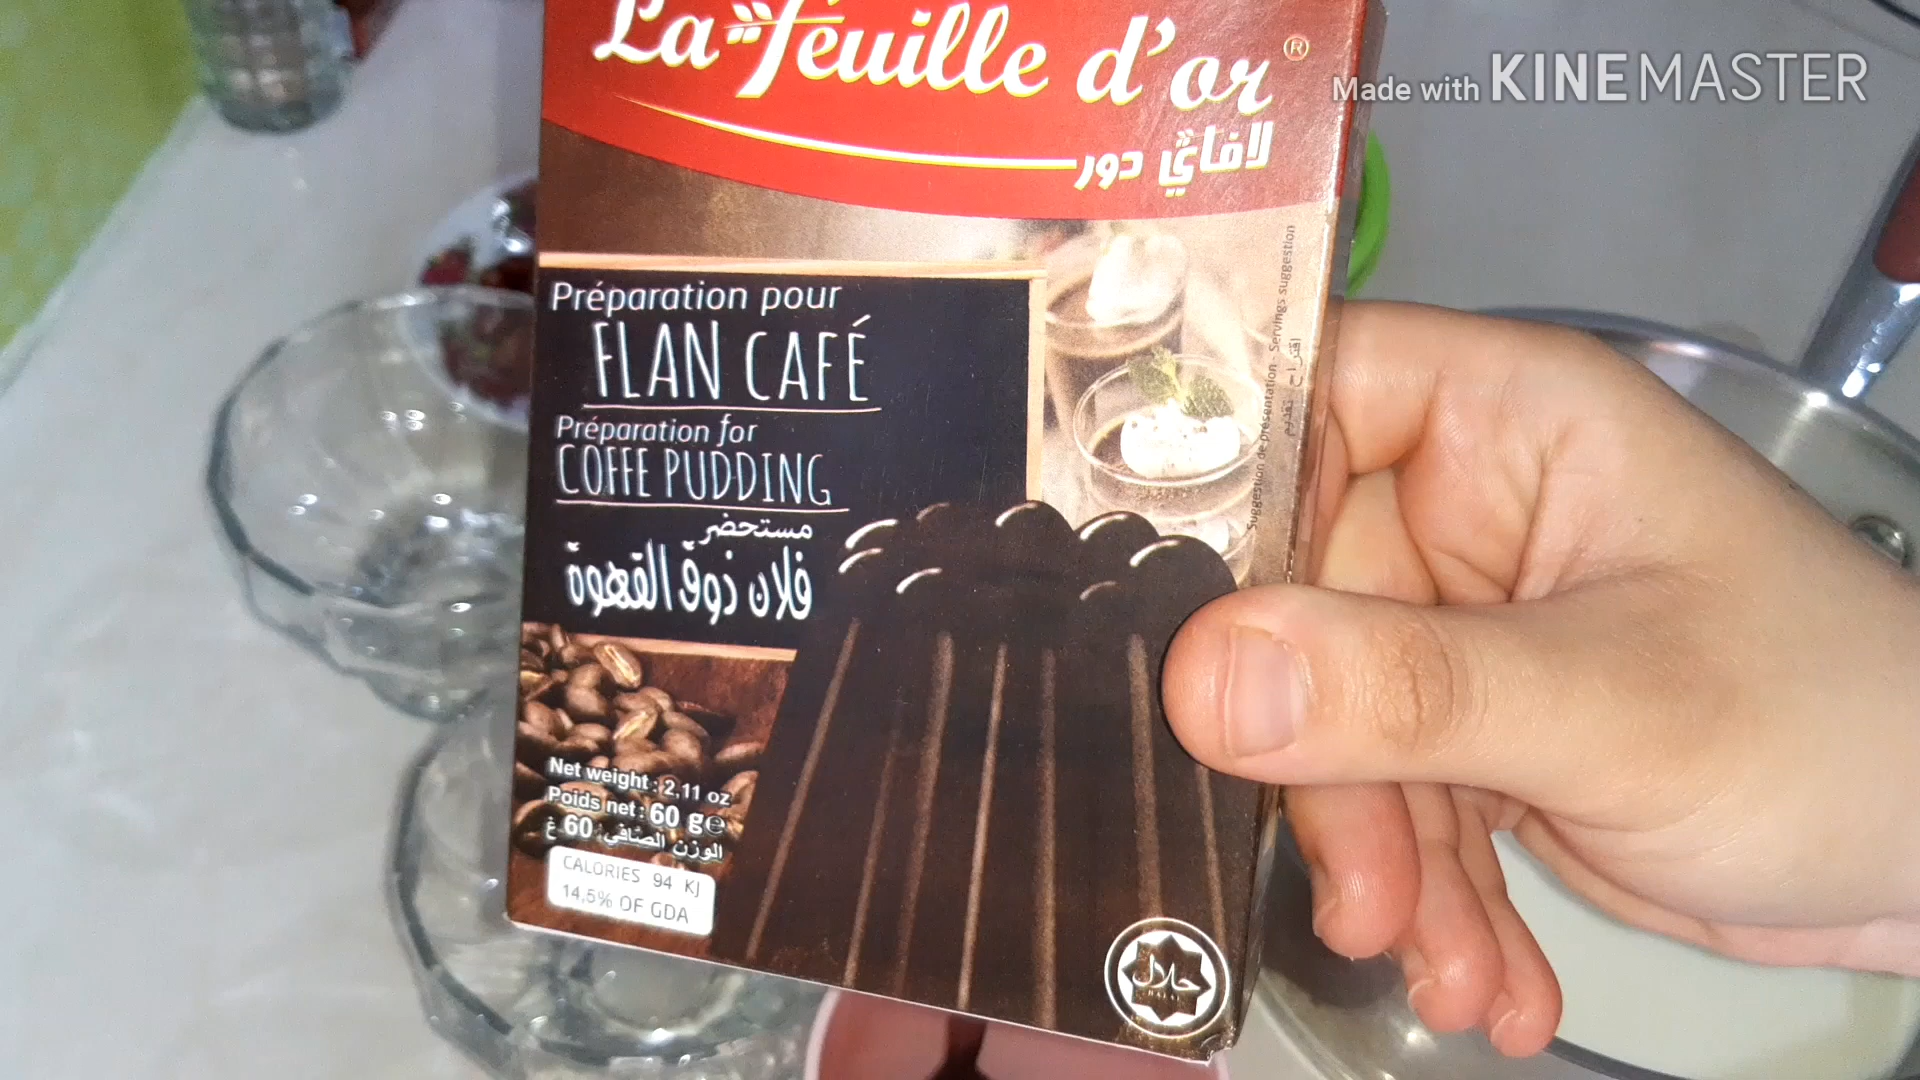 La feuille d'or ®
Made with KINEMASTER
لافاي دور
Préparation pour
FLAN CAFÉ
Préparation for
COFFE PUDDING
مستحضر
فلان ذوق القهوة
Suggestion de présentation - Servings suggestion
اقتراح تقديم
Net weight : 2,11 oz
Poids net : 60 g e
الوزن الصافي: 60 غ
CALORIES 94 KJ
14,5% OF GDA
حلال
HALAL